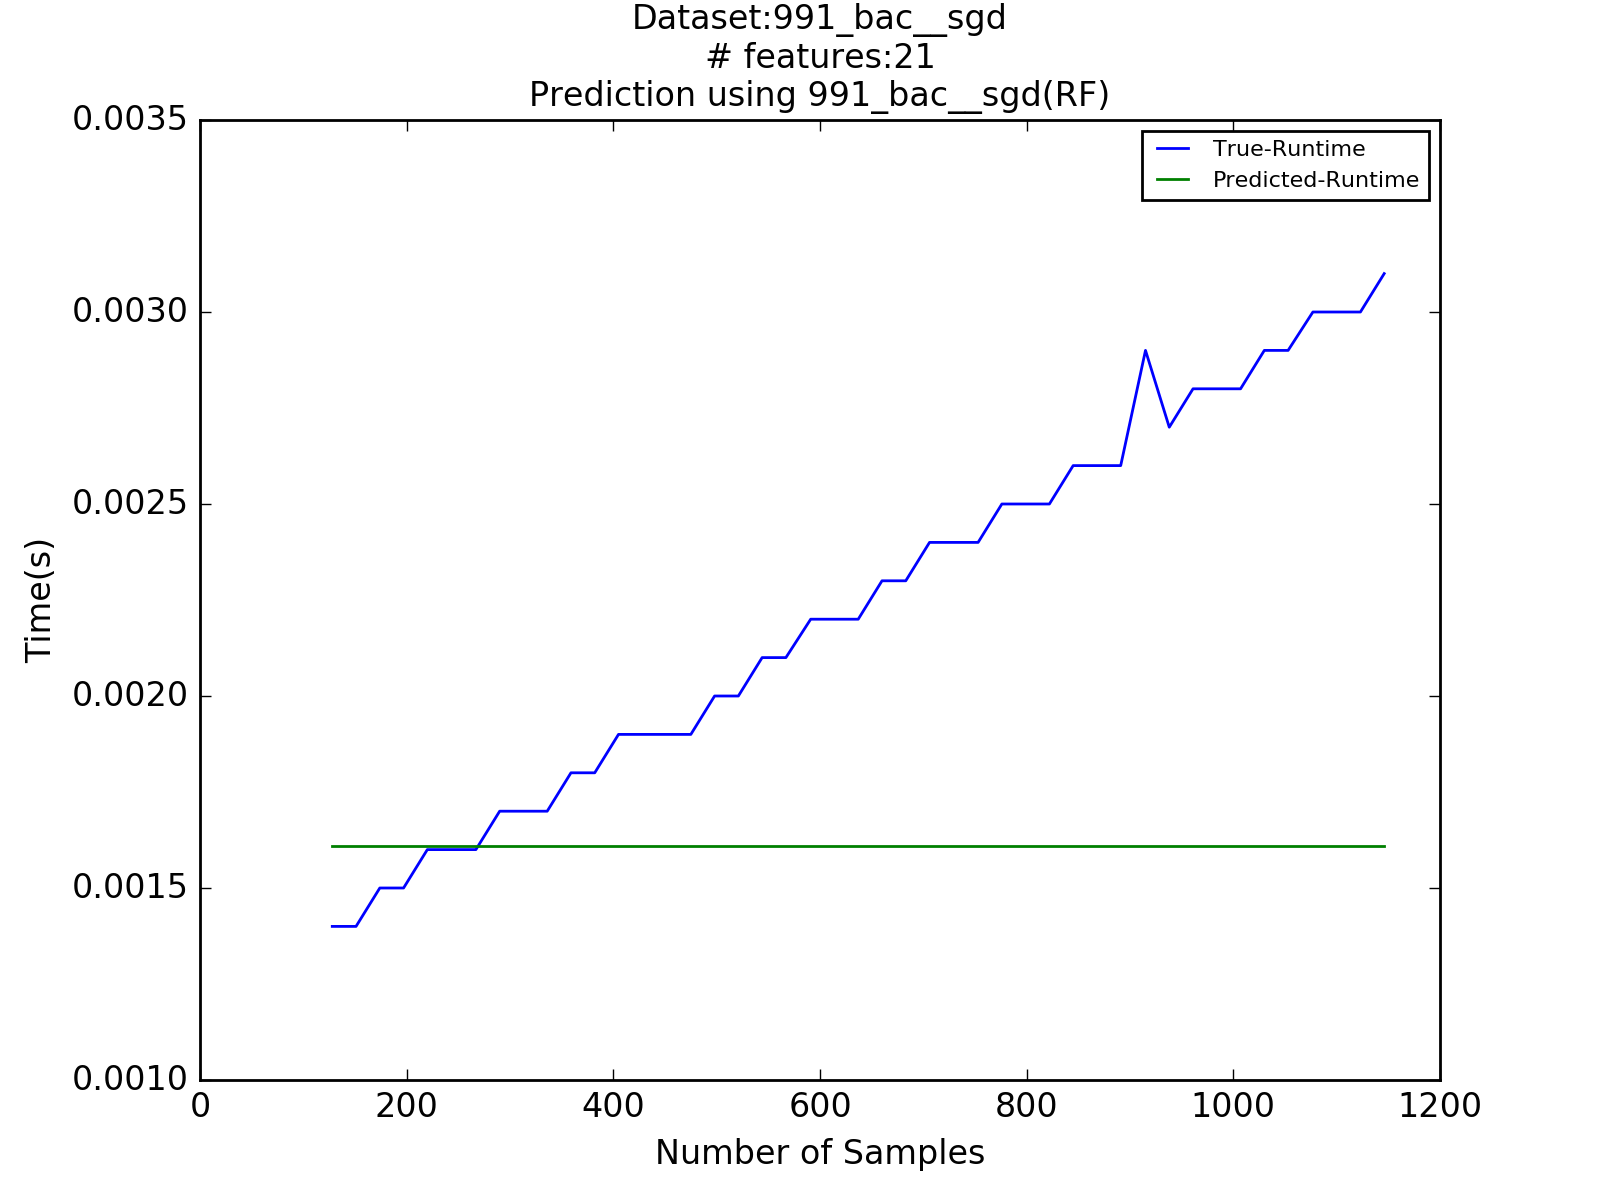 Dataset:991_bac__sgd
# features:21
Prediction using 991_bac__sgd(RF)
0.0035
0.0030
0.0025
0.0020
0.0015
0.0010
Time(s)
True-Runtime
Predicted-Runtime
0 200 400 600 800 1000 1200
Number of Samples